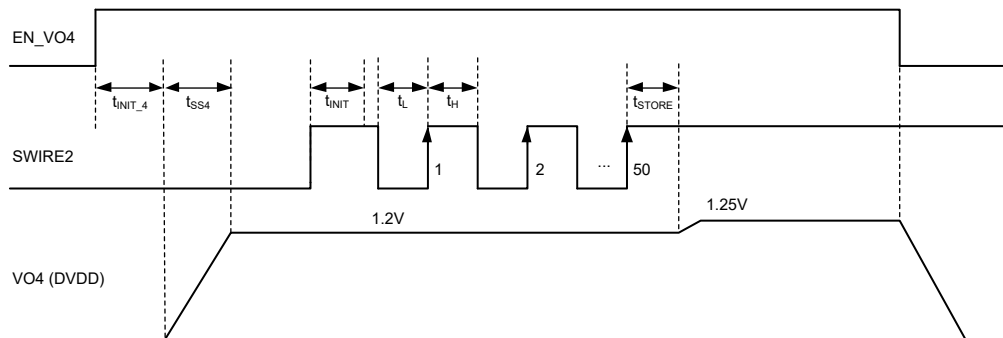 EN_VO4
tINIT_4 tSS4 tINIT tL tH tSTORE
SWIRE2
1 2 ... 50
1.2V 1.25V
VO4 (DVDD)